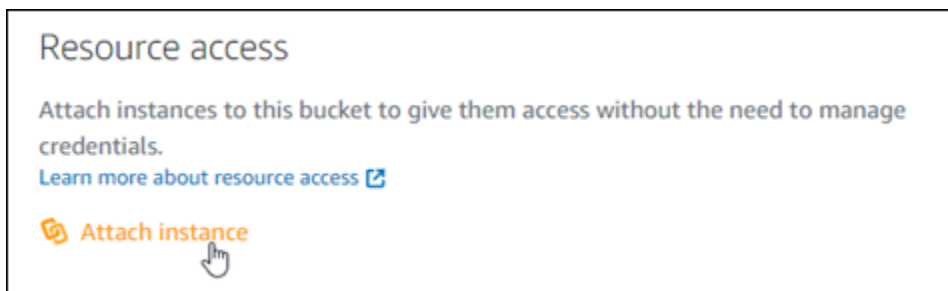 Resource access
Attach instances to this bucket to give them access without the need to manage
credentials.
Learn more about resource access
Attach instance